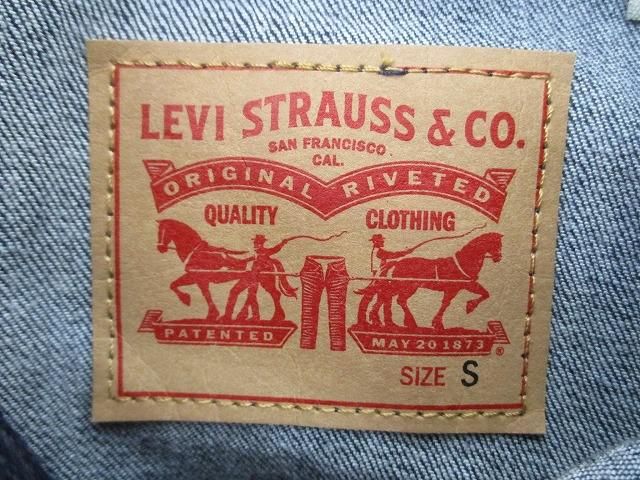 LEVI STRAUSS & CO.
SAN FRANCISCO
CAL.
ORIGINAL RIVETED
QUALITY CLOTHING
PATENTED MAY 20 1873 ®
SIZE S